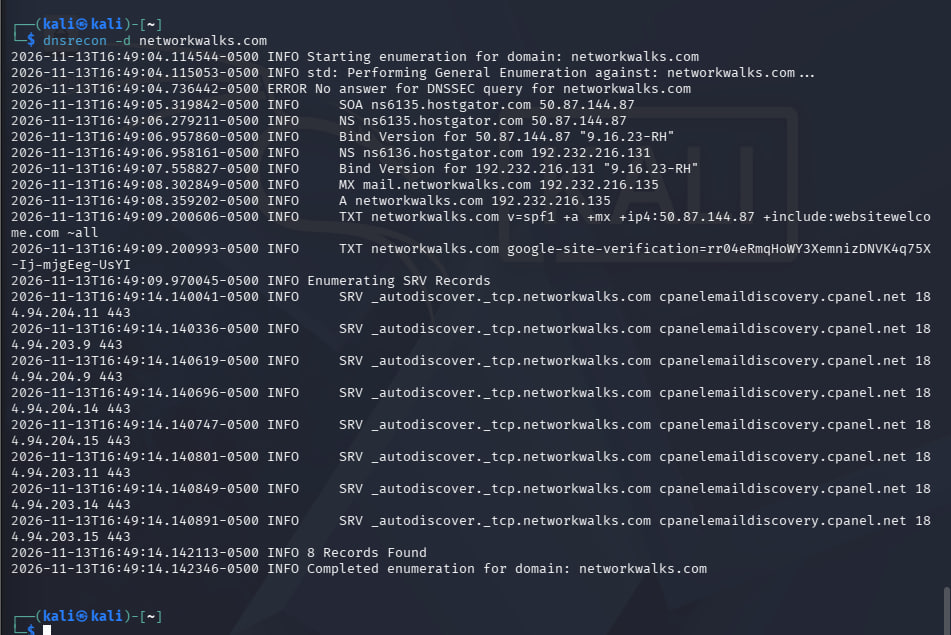 ┌──(kali㉿kali)-[~]
└─$ dnsrecon -d networkwalks.com
2026-11-13T16:49:04.114544-0500 INFO Starting enumeration for domain: networkwalks.com
2026-11-13T16:49:04.115053-0500 INFO std: Performing General Enumeration against: networkwalks.com...
2026-11-13T16:49:04.736442-0500 ERROR No answer for DNSSEC query for networkwalks.com
2026-11-13T16:49:05.319842-0500 INFO     SOA ns6135.hostgator.com 50.87.144.87
2026-11-13T16:49:06.279211-0500 INFO     NS ns6135.hostgator.com 50.87.144.87
2026-11-13T16:49:06.957860-0500 INFO     Bind Version for 50.87.144.87 "9.16.23-RH"
2026-11-13T16:49:06.958161-0500 INFO     NS ns6136.hostgator.com 192.232.216.131
2026-11-13T16:49:07.558827-0500 INFO     Bind Version for 192.232.216.131 "9.16.23-RH"
2026-11-13T16:49:08.302849-0500 INFO     MX mail.networkwalks.com 192.232.216.135
2026-11-13T16:49:08.359202-0500 INFO     A networkwalks.com 192.232.216.135
2026-11-13T16:49:09.200606-0500 INFO     TXT networkwalks.com v=spf1 +a +mx +ip4:50.87.144.87 +include:websitewelco
me.com ~all
2026-11-13T16:49:09.200993-0500 INFO     TXT networkwalks.com google-site-verification=rr04eRmqHoWY3XemnizDNVK4q75X
-Ij-mjgEeg-UsYI
2026-11-13T16:49:09.970045-0500 INFO Enumerating SRV Records
2026-11-13T16:49:14.140041-0500 INFO     SRV _autodiscover._tcp.networkwalks.com cpanelemaildiscovery.cpanel.net 18
4.94.204.11 443
2026-11-13T16:49:14.140336-0500 INFO     SRV _autodiscover._tcp.networkwalks.com cpanelemaildiscovery.cpanel.net 18
4.94.203.9 443
2026-11-13T16:49:14.140619-0500 INFO     SRV _autodiscover._tcp.networkwalks.com cpanelemaildiscovery.cpanel.net 18
4.94.204.9 443
2026-11-13T16:49:14.140696-0500 INFO     SRV _autodiscover._tcp.networkwalks.com cpanelemaildiscovery.cpanel.net 18
4.94.204.14 443
2026-11-13T16:49:14.140747-0500 INFO     SRV _autodiscover._tcp.networkwalks.com cpanelemaildiscovery.cpanel.net 18
4.94.204.15 443
2026-11-13T16:49:14.140801-0500 INFO     SRV _autodiscover._tcp.networkwalks.com cpanelemaildiscovery.cpanel.net 18
4.94.203.11 443
2026-11-13T16:49:14.140849-0500 INFO     SRV _autodiscover._tcp.networkwalks.com cpanelemaildiscovery.cpanel.net 18
4.94.203.14 443
2026-11-13T16:49:14.140891-0500 INFO     SRV _autodiscover._tcp.networkwalks.com cpanelemaildiscovery.cpanel.net 18
4.94.203.15 443
2026-11-13T16:49:14.142113-0500 INFO 8 Records Found
2026-11-13T16:49:14.142346-0500 INFO Completed enumeration for domain: networkwalks.com
┌──(kali㉿kali)-[~]
└─$
KALI